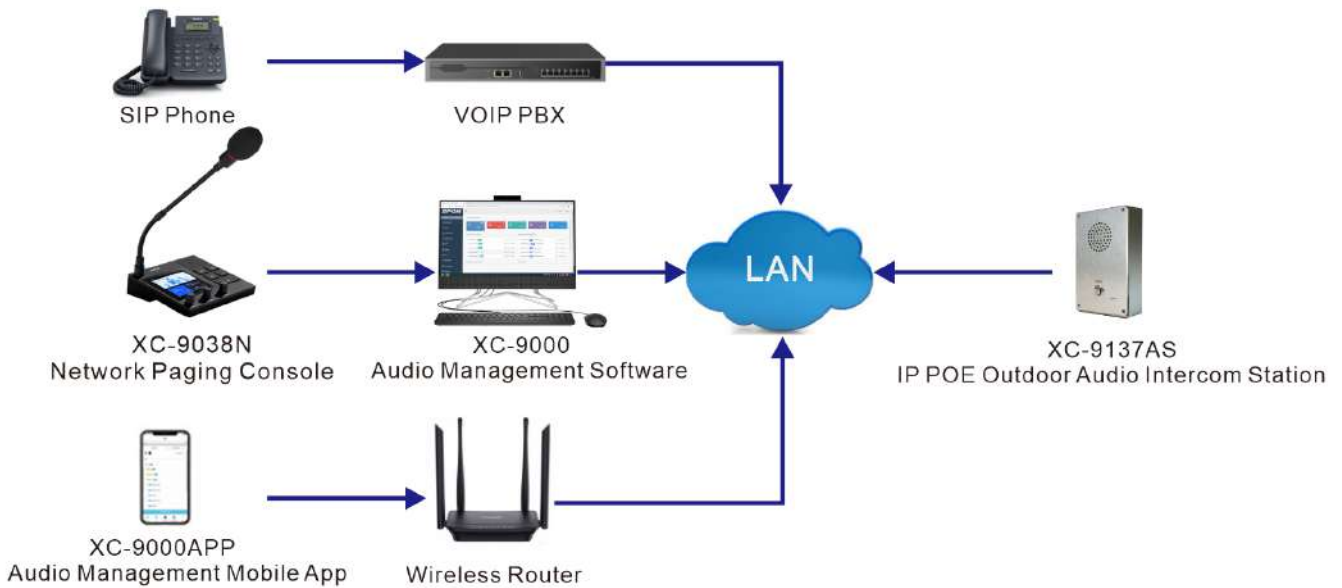 SIP Phone
VOIP PBX
XC-9038N
Network Paging Console
XC-9000
Audio Management Software
LAN
XC-9137AS
IP POE Outdoor Audio Intercom Station
XC-9000APP
Audio Management Mobile App
Wireless Router